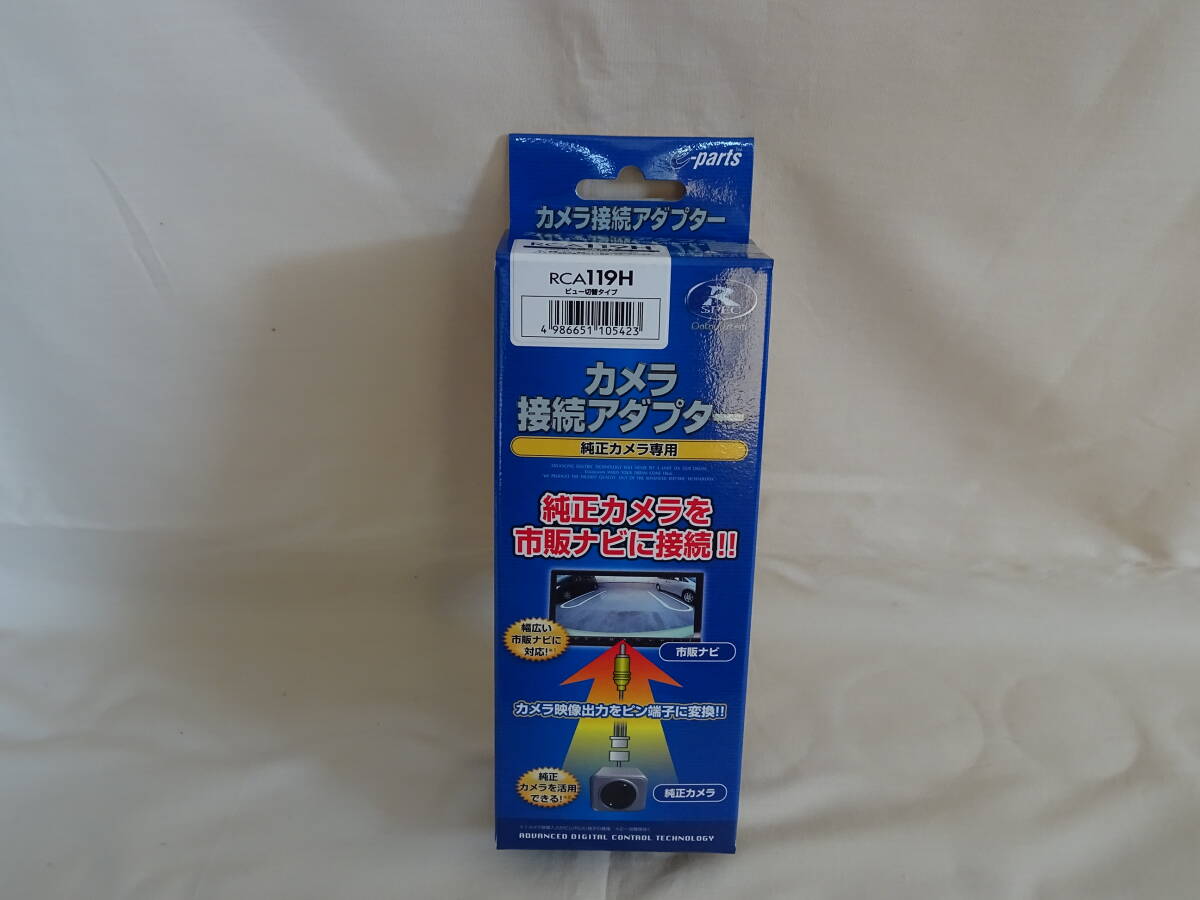 e-parts
カメラ接続アダプター
RCA119H
RCA119H
ビュー切替タイプ
4 986651 105423
R
SPEC
Datasystem
カメラ
接続アダプター
純正カメラ専用
純正カメラを
市販ナビに接続!!
幅広い
市販ナビに
対応!
市販ナビ
カメラ映像出力をピン端子に変換!!
純正
カメラを活用
できる!
純正カメラ
ADVANCED DIGITAL CONTROL TECHNOLOGY